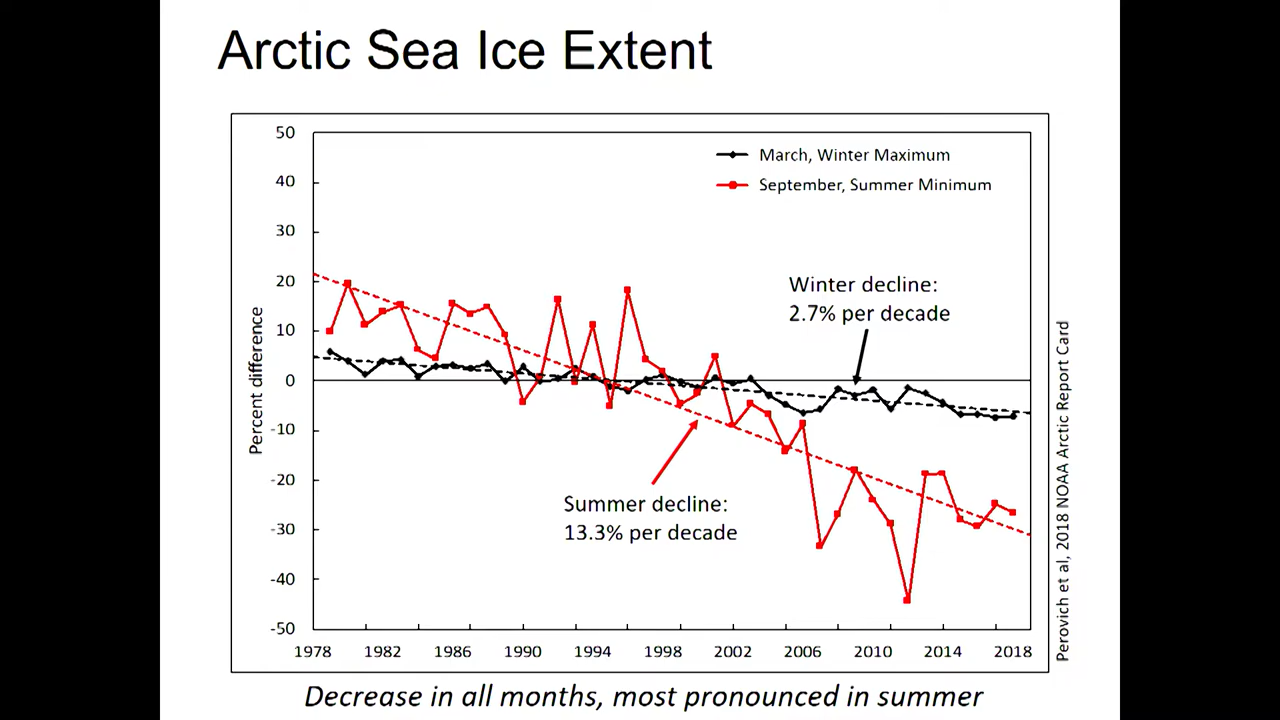 Arctic Sea Ice Extent
50
40
30
20
10
0
-10
-20
-30
-40
-50
Percent difference
March, Winter Maximum
September, Summer Minimum
Winter decline:
2.7% per decade
Summer decline:
13.3% per decade
1978 1982 1986 1990 1994 1998 2002 2006 2010 2014 2018
Perovich et al, 2018 NOAA Arctic Report Card
Decrease in all months, most pronounced in summer